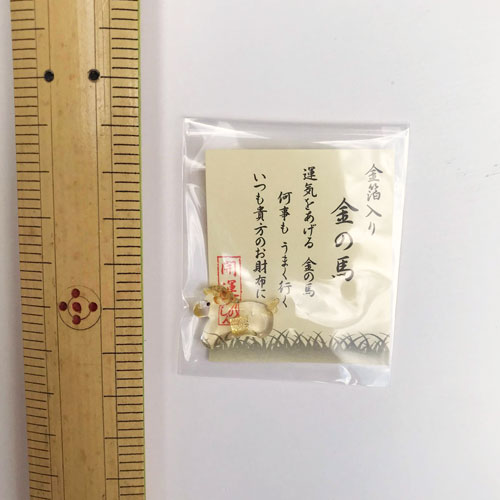 金箔入り
金の馬
運気をあげる 金の馬
何事も うまく行く
いつも貴方のお財布に
開運